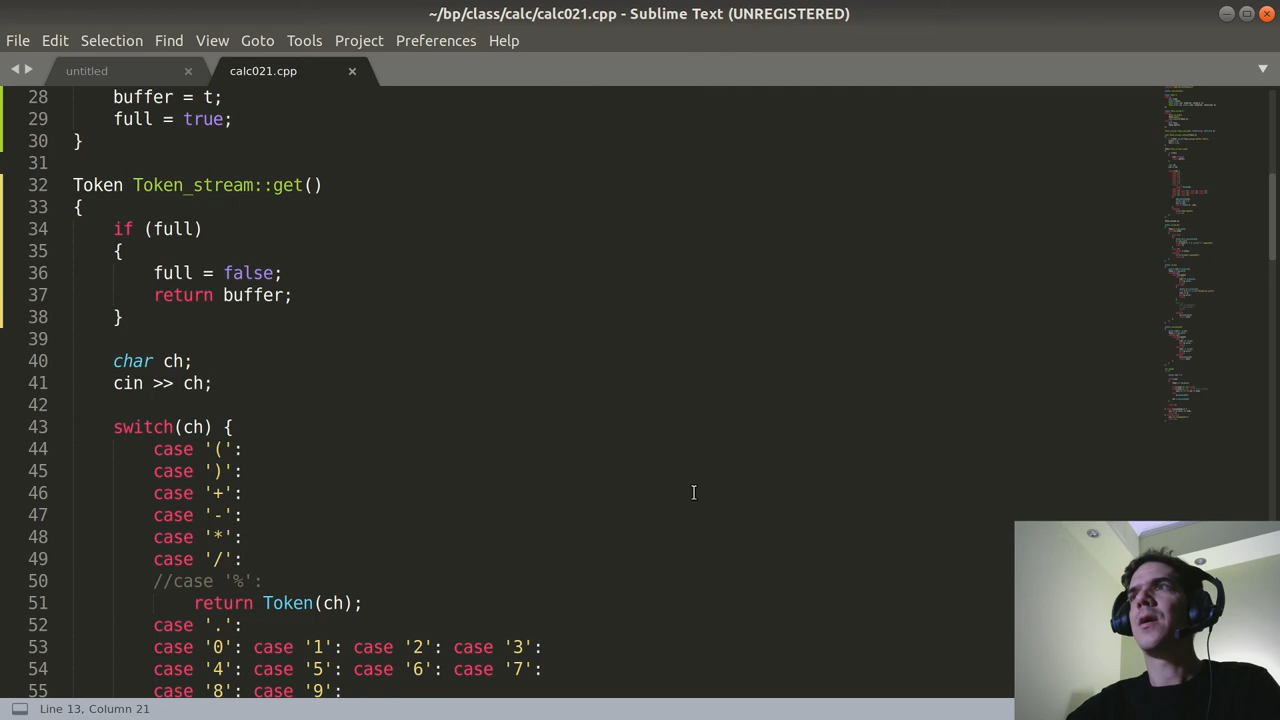 ~/bp/class/calc/calc021.cpp - Sublime Text (UNREGISTERED)
File Edit Selection Find View Goto Tools Project Preferences Help
untitled calc021.cpp
28 buffer = t;
29 full = true;
30 }
31
32 Token Token_stream::get()
33 {
34 if (full)
35 {
36 full = false;
37 return buffer;
38 }
39
40 char ch;
41 cin >> ch;
42
43 switch(ch) {
44 case '(':
45 case ')':
46 case '+':
47 case '-':
48 case '*':
49 case '/':
50 //case '%':
51 return Token(ch);
52 case '.':
53 case '0': case '1': case '2': case '3':
54 case '4': case '5': case '6': case '7':
55 case '8': case '9':
Line 13, Column 21